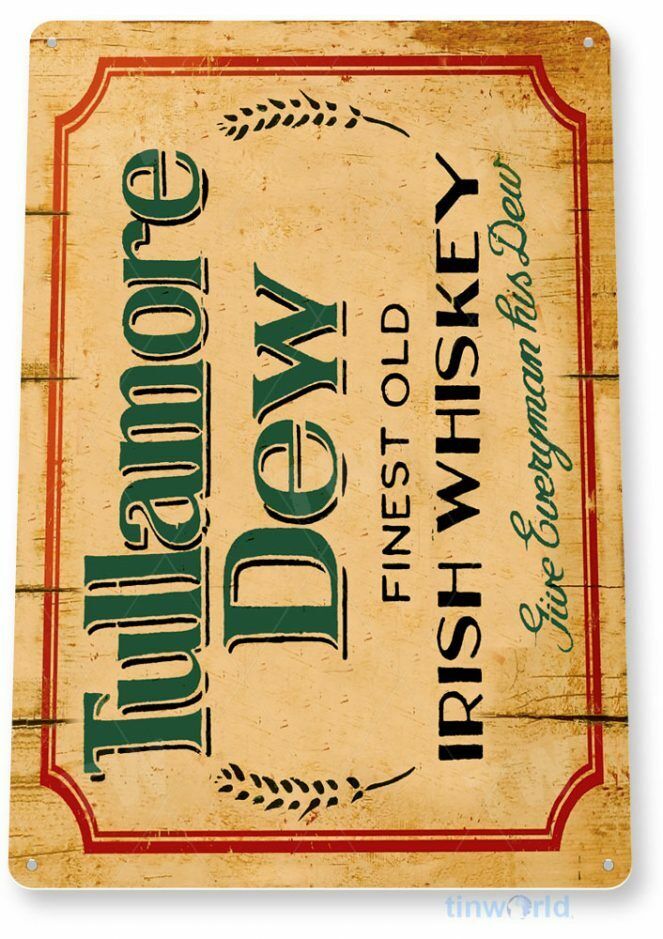 Tullamore
Dew
FINEST OLD
IRISH WHISKEY
Give Everyman his Dew
tinworld